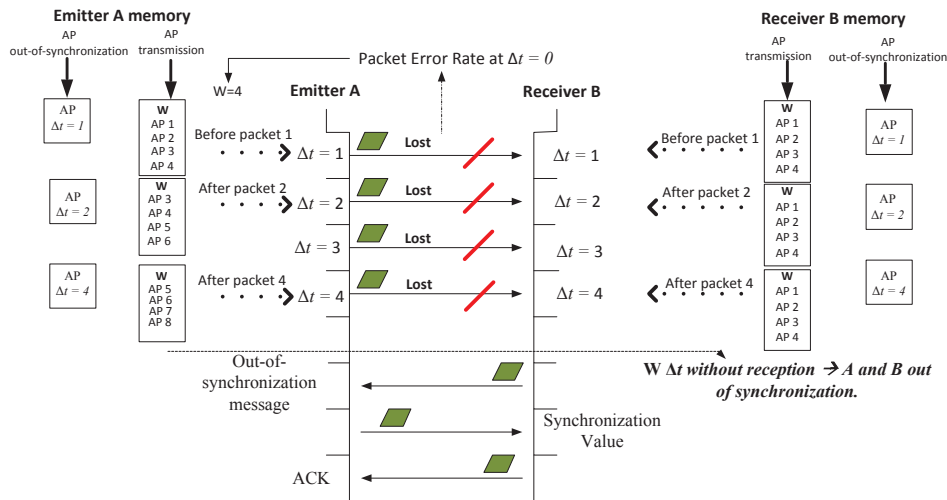 Emitter A memory
Receiver B memory
AP
out-of-synchronization
AP
transmission
AP
transmission
AP
out-of-synchronization
Packet Error Rate at Δt = 0
W=4
Emitter A
Receiver B
AP
Δt = 1
W
AP 1
AP 2
AP 3
AP 4
Before packet 1
Δt = 1
Lost
Δt = 1
Before packet 1
W
AP 1
AP 2
AP 3
AP 4
AP
Δt = 1
AP
Δt = 2
W
AP 3
AP 4
AP 5
AP 6
After packet 2
Δt = 2
Lost
Δt = 2
After packet 2
W
AP 1
AP 2
AP 3
AP 4
AP
Δt = 2
Δt = 3
Lost
Δt = 3
AP
Δt = 4
W
AP 5
AP 6
AP 7
AP 8
After packet 4
Δt = 4
Lost
Δt = 4
After packet 4
W
AP 1
AP 2
AP 3
AP 4
AP
Δt = 4
W Δt without reception → A and B out
of synchronization.
Out-of-
synchronization
message
Synchronization
Value
ACK